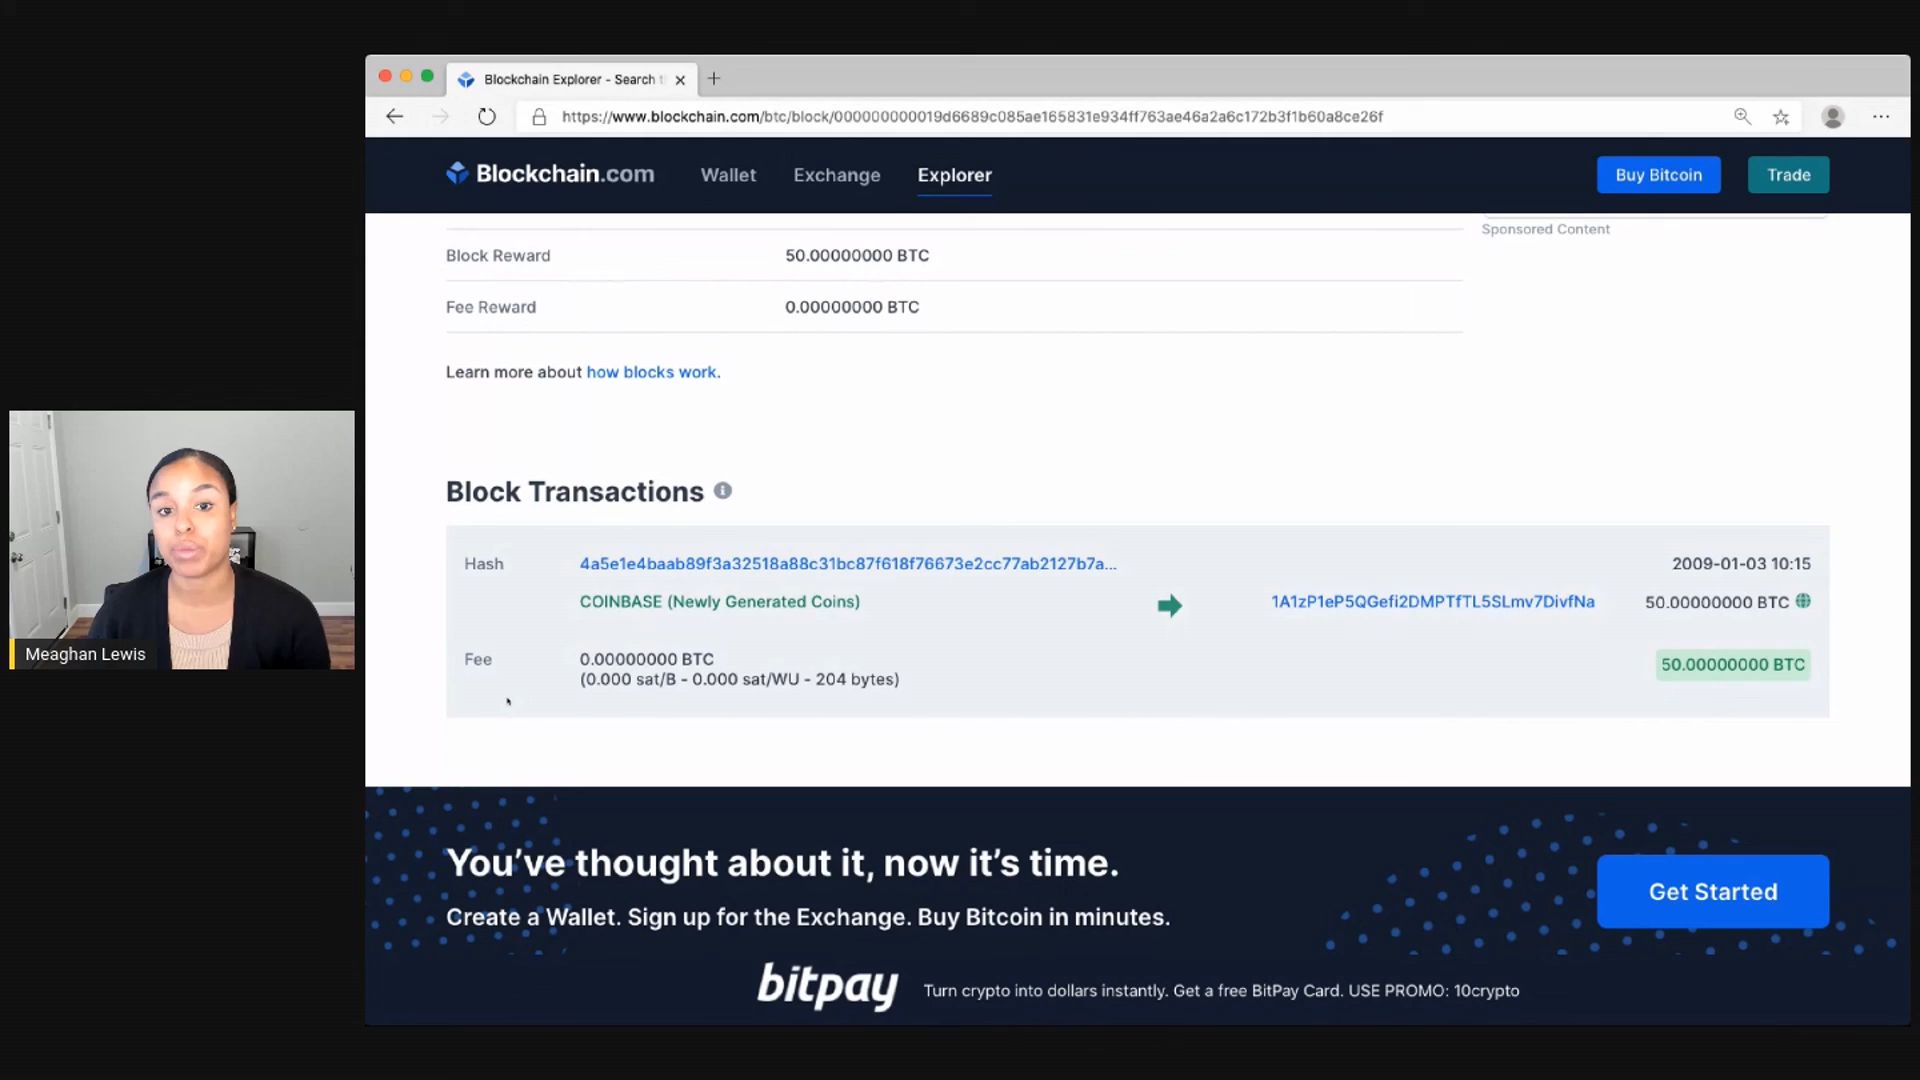 Blockchain Explorer - Search t
https://www.blockchain.com/btc/block/000000000019d6689c085ae165831e934ff763ae46a2a6c172b3f1b60a8ce26f
Blockchain.com Wallet Exchange Explorer Buy Bitcoin Trade
Sponsored Content
Block Reward 50.00000000 BTC
Fee Reward 0.00000000 BTC
Learn more about how blocks work.
Block Transactions
Hash 4a5e1e4baab89f3a32518a88c31bc87f618f76673e2cc77ab2127b7a... 2009-01-03 10:15
COINBASE (Newly Generated Coins) 1A1zP1eP5QGefi2DMPTfTL5SLmv7DivfNa 50.00000000 BTC
Fee 0.00000000 BTC 50.00000000 BTC
(0.000 sat/B - 0.000 sat/WU - 204 bytes)
Meaghan Lewis
You've thought about it, now it's time.
Create a Wallet. Sign up for the Exchange. Buy Bitcoin in minutes.
Get Started
bitpay Turn crypto into dollars instantly. Get a free BitPay Card. USE PROMO: 10crypto